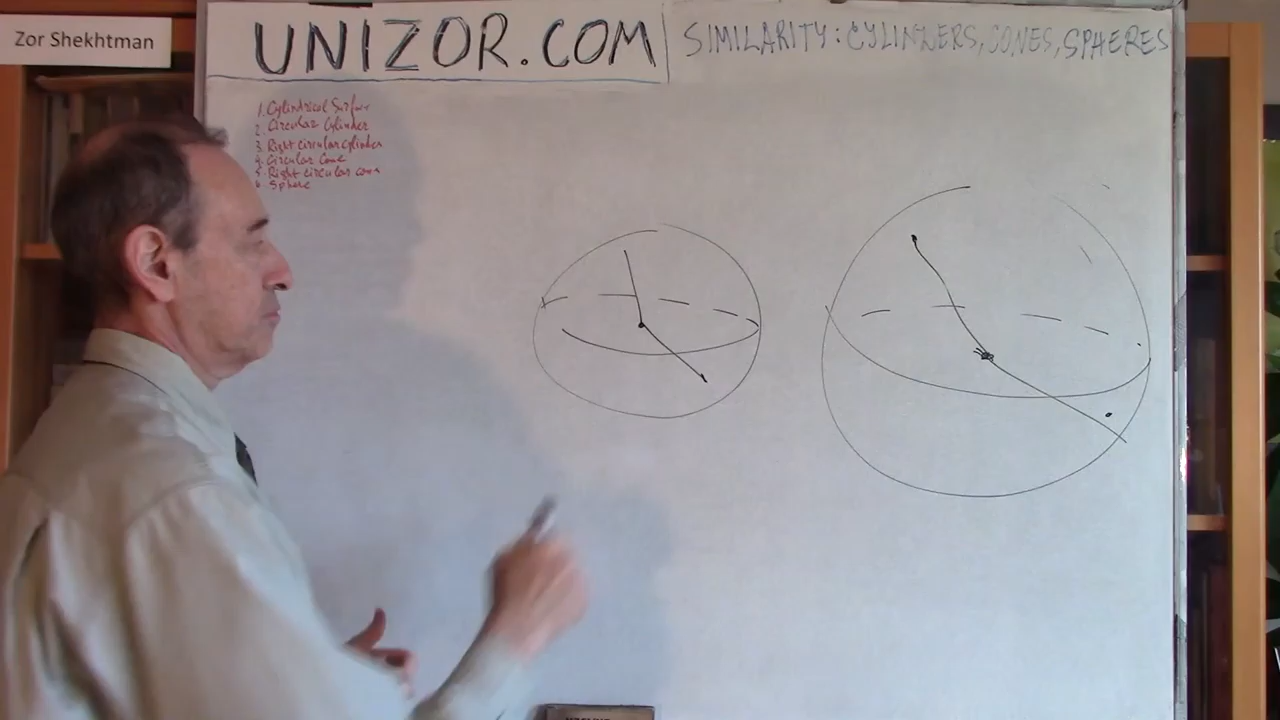 Zor Shekhtman
UNIZOR.COM
SIMILARITY: CYLINDERS, CONES, SPHERES
1. Cylindrical Surface
2. Circular Cylinder
3. Right circular cylinder
4. Circular Cone
5. Right circular cone
6. Sphere